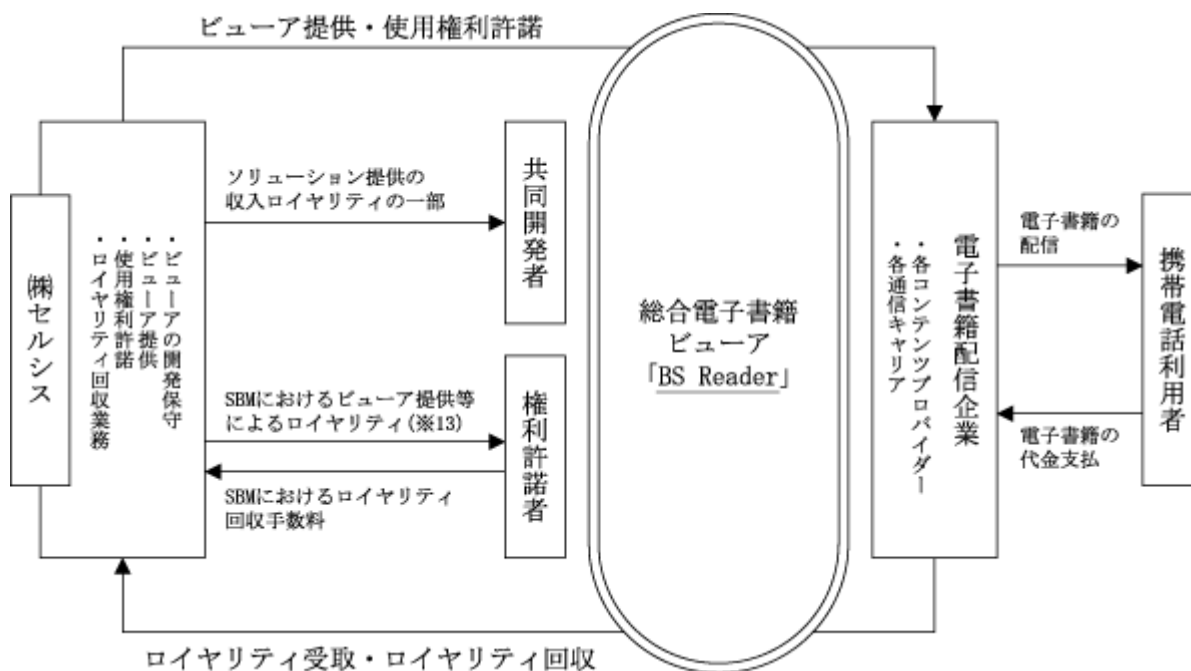 ビューア提供・使用権利許諾
㈱セルシス
・ビューアの開発保守
・ビューア提供
・使用権利許諾
・ロイヤリティ回収業務
ソリューション提供の
収入ロイヤリティの一部
共同開発者
SBMにおけるビューア提供等
によるロイヤリティ(※13)
SBMにおけるロイヤリティ
回収手数料
権利許諾者
総合電子書籍
ビューア
「BS Reader」
電子書籍配信企業
・各コンテンツプロバイダー
・各通信キャリア
電子書籍の
配信
電子書籍の
代金支払
携帯電話利用者
ロイヤリティ受取・ロイヤリティ回収